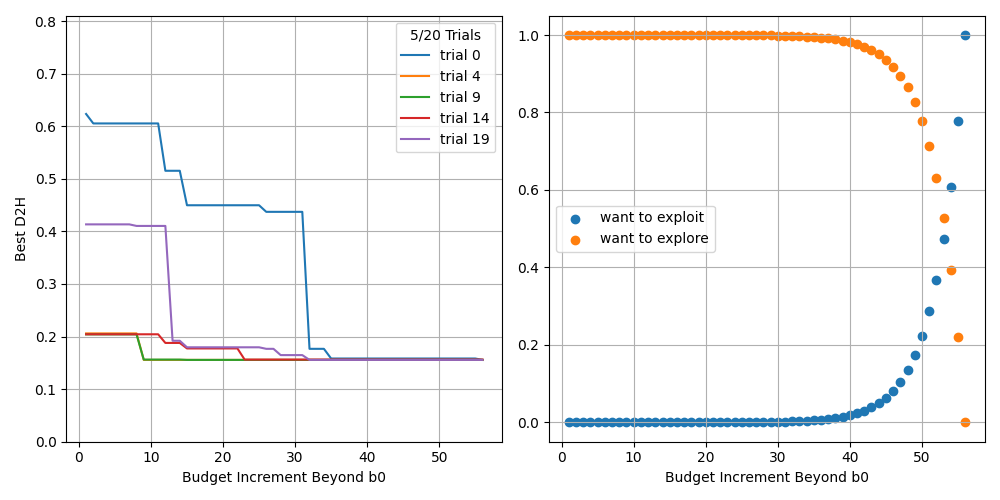 5/20 Trials
trial 0
trial 4
trial 9
trial 14
trial 19
0.8
0.7
0.6
0.5
0.4
0.3
0.2
0.1
0.0
Best D2H
0 10 20 30 40 50
Budget Increment Beyond b0
1.0
0.8
0.6
0.4
0.2
0.0
want to exploit
want to explore
0 10 20 30 40 50
Budget Increment Beyond b0